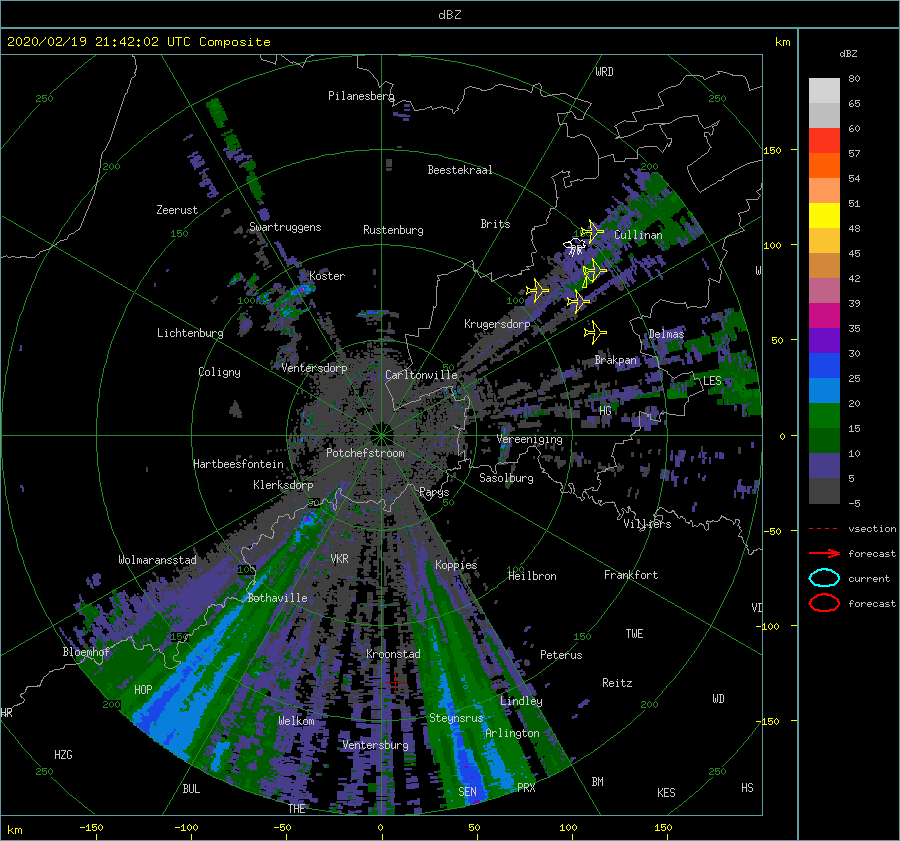 dBZ
2020/02/19 21:42:02 UTC Composite
km
dBZ
80
65
60
57
54
51
48
45
42
39
35
30
25
20
15
10
5
-5
vsection
forecast
current
forecast
250
WRD
250
Pilanesberg
150
200
Beestekraal
200
Zeerust
Swartruggens
Rustenburg
Brits
150
Cullinan
100
Koster
W
100
100
Lichtenburg
Krugersdorp
Delmas
50
Coligny
Ventersdorp
Carltonville
50
Brakpan
LES
HG
0
Vereeniging
Potchefstroom
Hartbeesfontein
Klerksdorp
Parys
Sasolburg
50
50
Villiers
-50
Wolmaransstad
VKR
Koppies
100
100
Heilbron
Frankfort
Bothaville
VD
-100
150
150
TWE
Bloemhof
Kroonstad
Peterus
HOP
Reitz
WD
200
200
HR
Lindley
Welkom
Steynsrus
-150
Arlington
HZG
Ventersburg
250
250
BUL
SEN
PRX
BM
KES
HS
THE
km
-150
-100
-50
0
50
100
150